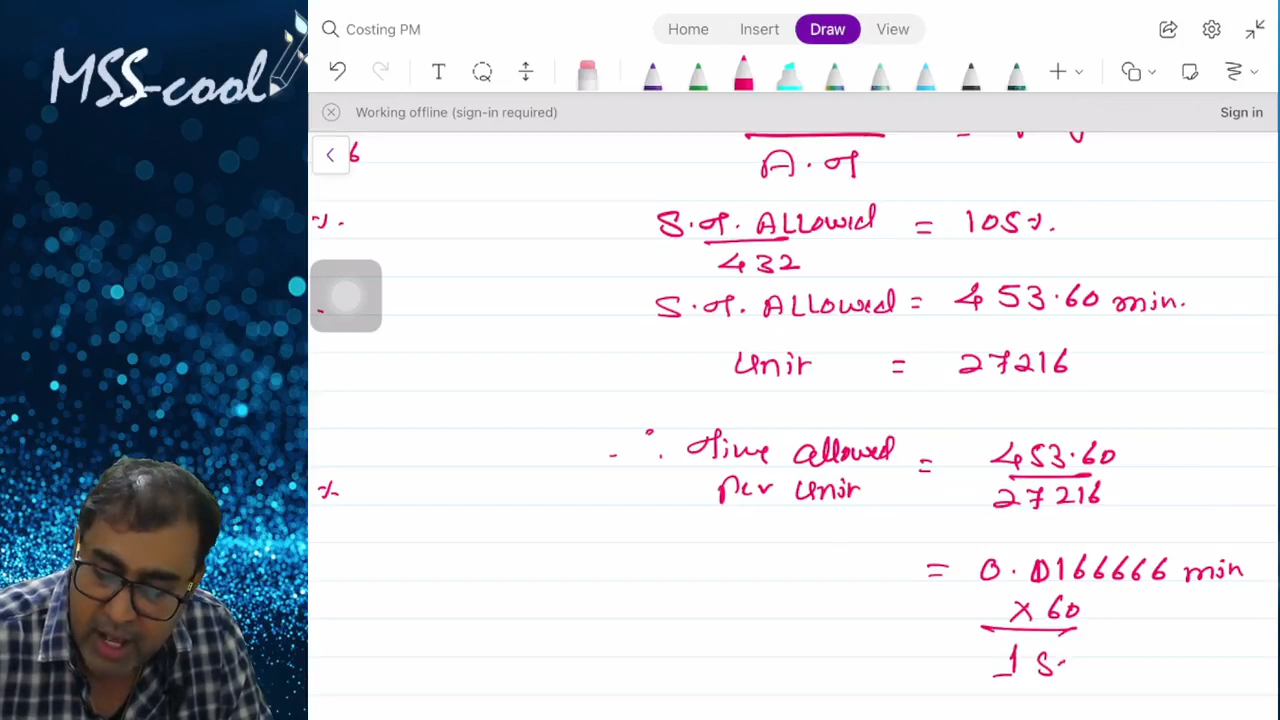 MSS-cool
Costing PM
Home Insert Draw View
Working offline (sign-in required)
Sign in
6
A.T
%.
S.T. Allowed = 105%.
432
S.T. Allowed = 453.60 min.
Unit = 27216
∴ Time allowed Per Unit = 453.60
27216
%
= 0.0166666 min
× 60
1 S.